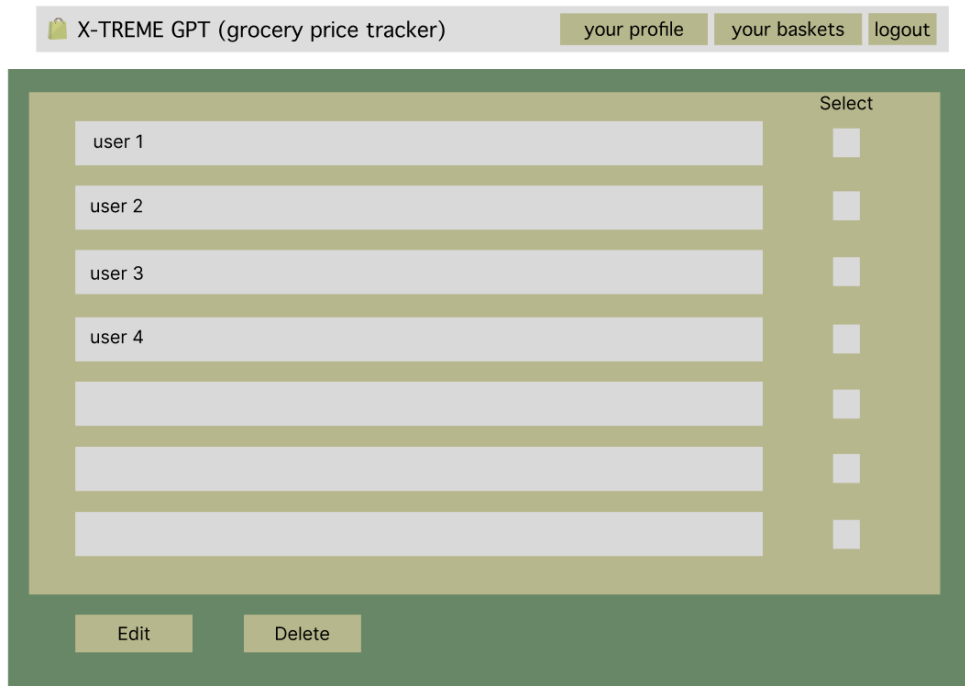 X-TREME GPT (grocery price tracker)
your profile
your baskets
logout
Select
user 1
user 2
user 3
user 4
Edit
Delete